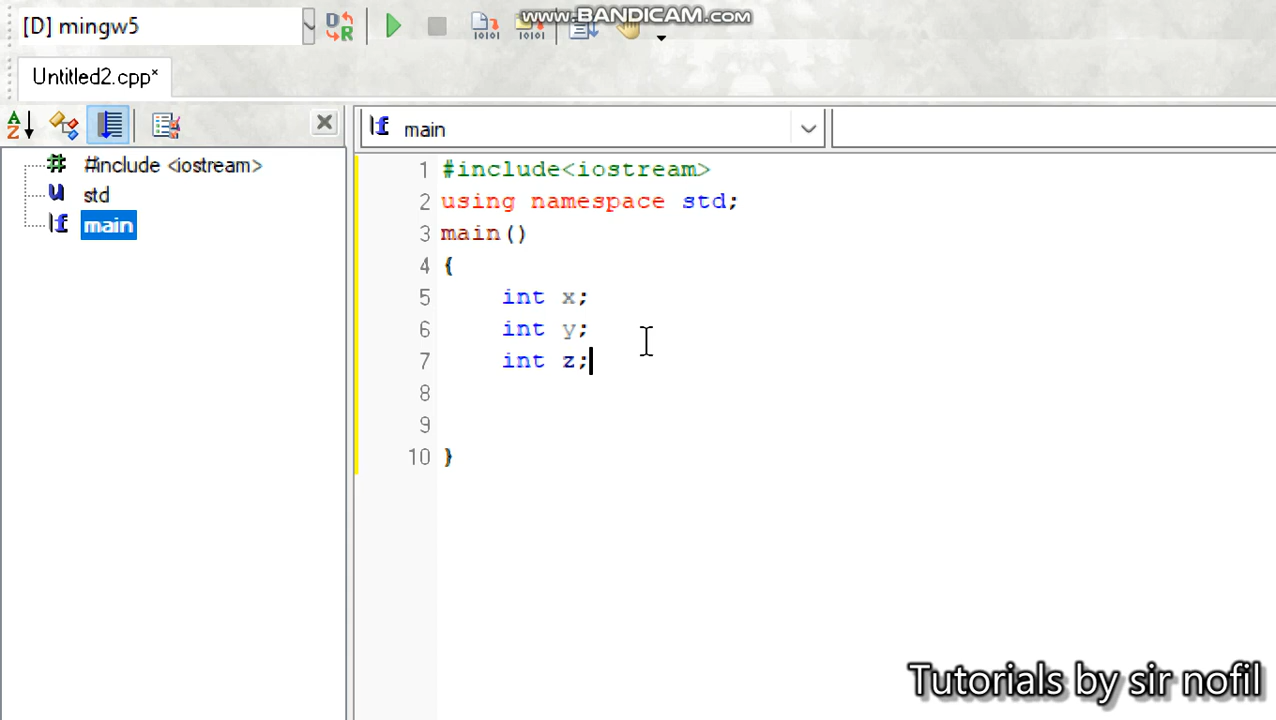 www.BANDICAM.com
[D] mingw5
Untitled2.cpp*
#include <iostream>
std
main
main
1 #include<iostream>
2 using namespace std;
3 main()
4 {
5 int x;
6 int y;
7 int z;
8
9
10 }
Tutorials by sir nofil